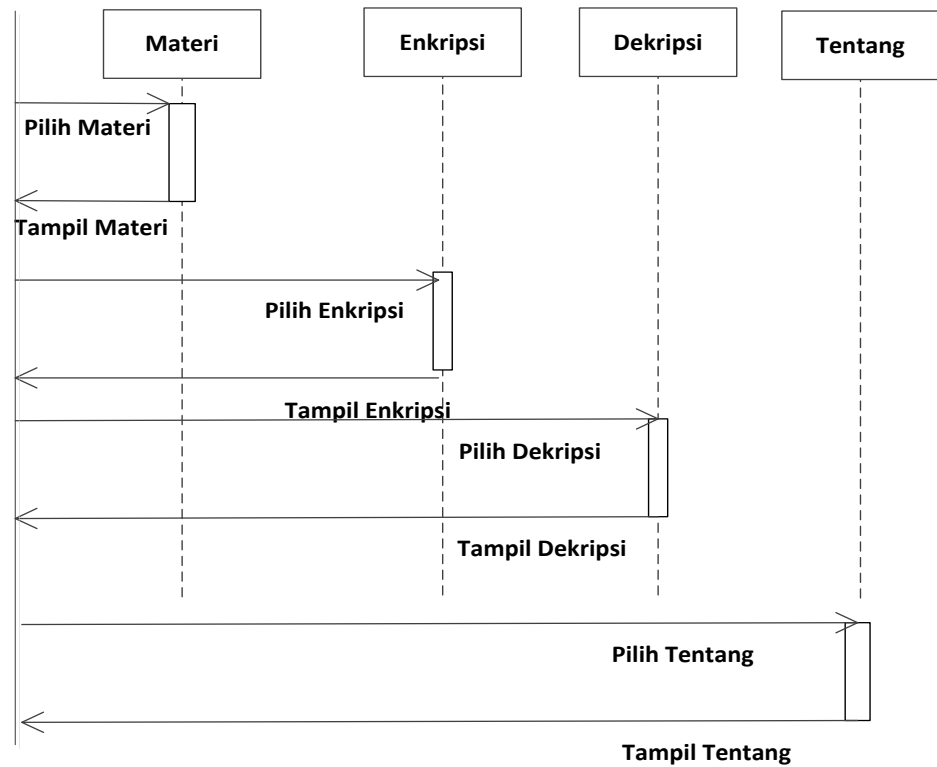 Materi
Enkripsi
Dekripsi
Tentang
Pilih Materi
Tampil Materi
Pilih Enkripsi
Tampil Enkripsi
Pilih Dekripsi
Tampil Dekripsi
Pilih Tentang
Tampil Tentang